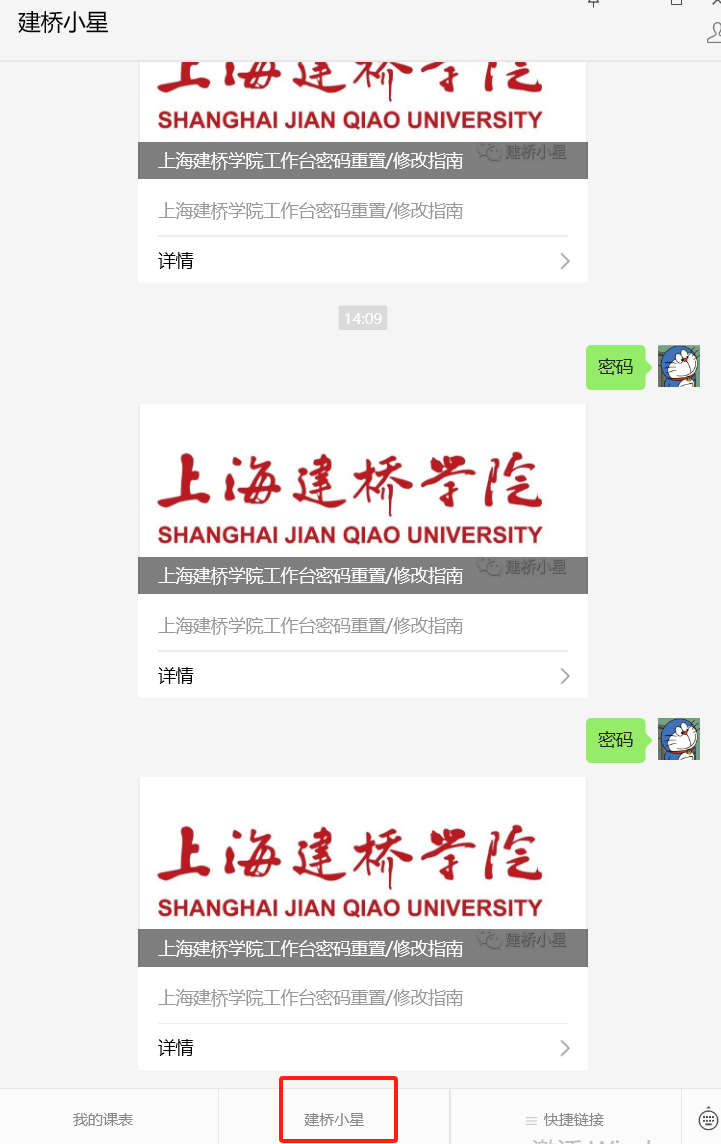 建桥小星
上海建桥学院
SHANGHAI JIAN QIAO UNIVERSITY
建桥小星
上海建桥学院工作台密码重置/修改指南
上海建桥学院工作台密码重置/修改指南
详情
14:09
密码
上海建桥学院
SHANGHAI JIAN QIAO UNIVERSITY
建桥小星
上海建桥学院工作台密码重置/修改指南
上海建桥学院工作台密码重置/修改指南
详情
密码
上海建桥学院
SHANGHAI JIAN QIAO UNIVERSITY
建桥小星
上海建桥学院工作台密码重置/修改指南
上海建桥学院工作台密码重置/修改指南
详情
我的课表
建桥小星
快捷链接